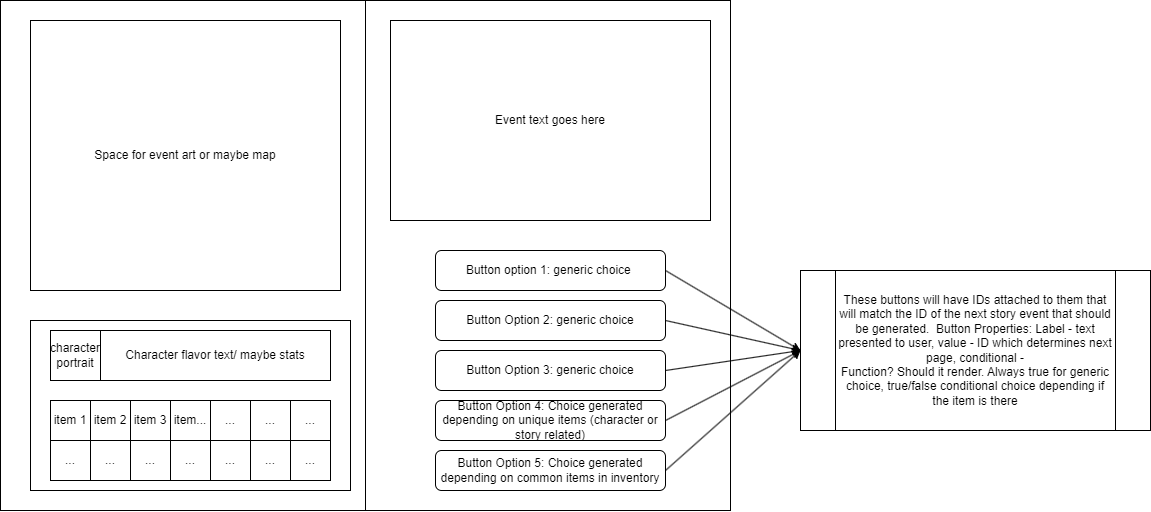 Space for event art or maybe map
Event text goes here
character
portrait
Character flavor text/ maybe stats
item 1
item 2
item 3
item...
...
...
...
...
...
...
...
...
...
...
Button option 1: generic choice
Button Option 2: generic choice
Button Option 3: generic choice
Button Option 4: Choice generated
depending on unique items (character or
story related)
Button Option 5: Choice generated
depending on common items in inventory
These buttons will have IDs attached to them that
will match the ID of the next story event that should
be generated.  Button Properties: Label - text
presented to user, value - ID which determines next
page, conditional -
Function? Should it render. Always true for generic
choice, true/false conditional choice depending if
the item is there